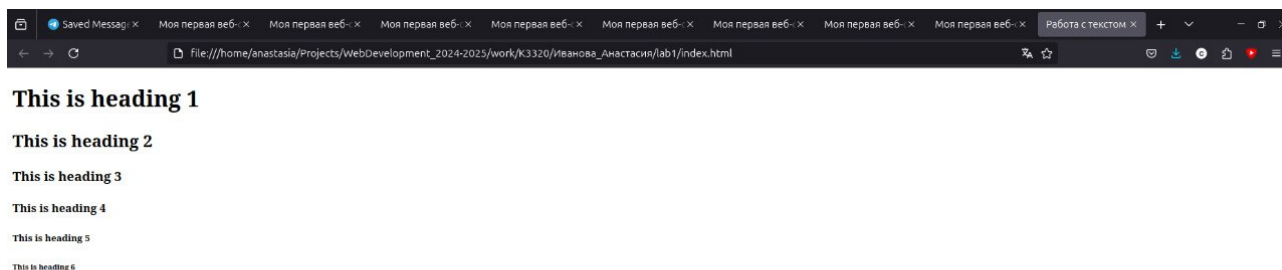 Saved Message Моя первая веб-с Моя первая веб-с Моя первая веб-с Моя первая веб-с Моя первая веб-с Моя первая веб-с Моя первая веб-с Моя первая веб-с Работа с текстом
file:///home/anastasia/Projects/WebDevelopment_2024-2025/work/K3320/Иванова_Анастасия/lab1/index.html
This is heading 1
This is heading 2
This is heading 3
This is heading 4
This is heading 5
This is heading 6